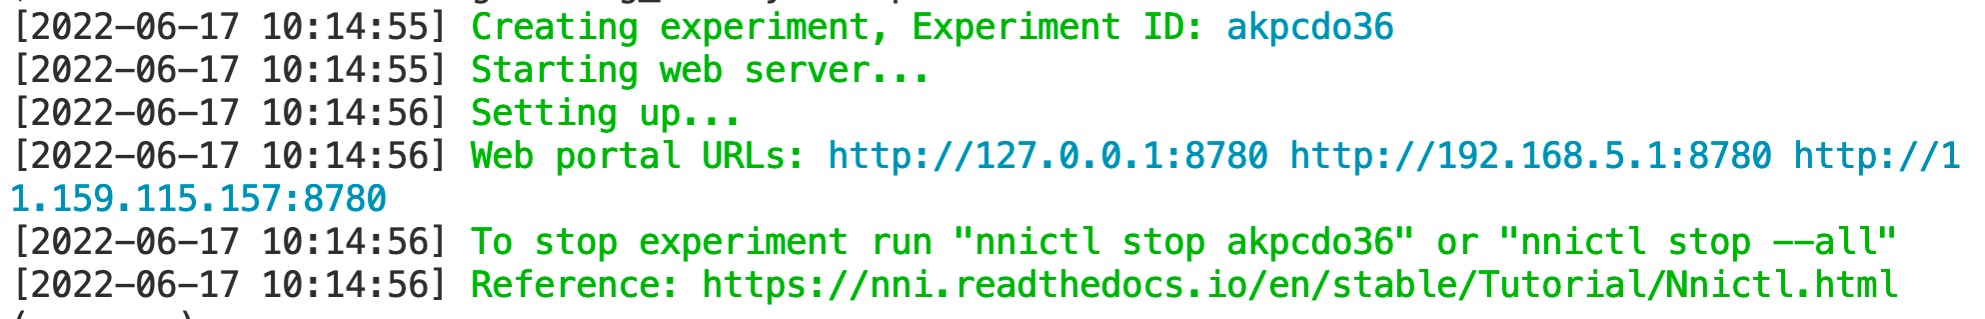 [2022-06-17 10:14:55] Creating experiment, Experiment ID: akpcdo36
[2022-06-17 10:14:55] Starting web server...
[2022-06-17 10:14:56] Setting up...
[2022-06-17 10:14:56] Web portal URLs: http://127.0.0.1:8780 http://192.168.5.1:8780 http://1
1.159.115.157:8780
[2022-06-17 10:14:56] To stop experiment run "nnictl stop akpcdo36" or "nnictl stop --all"
[2022-06-17 10:14:56] Reference: https://nni.readthedocs.io/en/stable/Tutorial/Nnictl.html